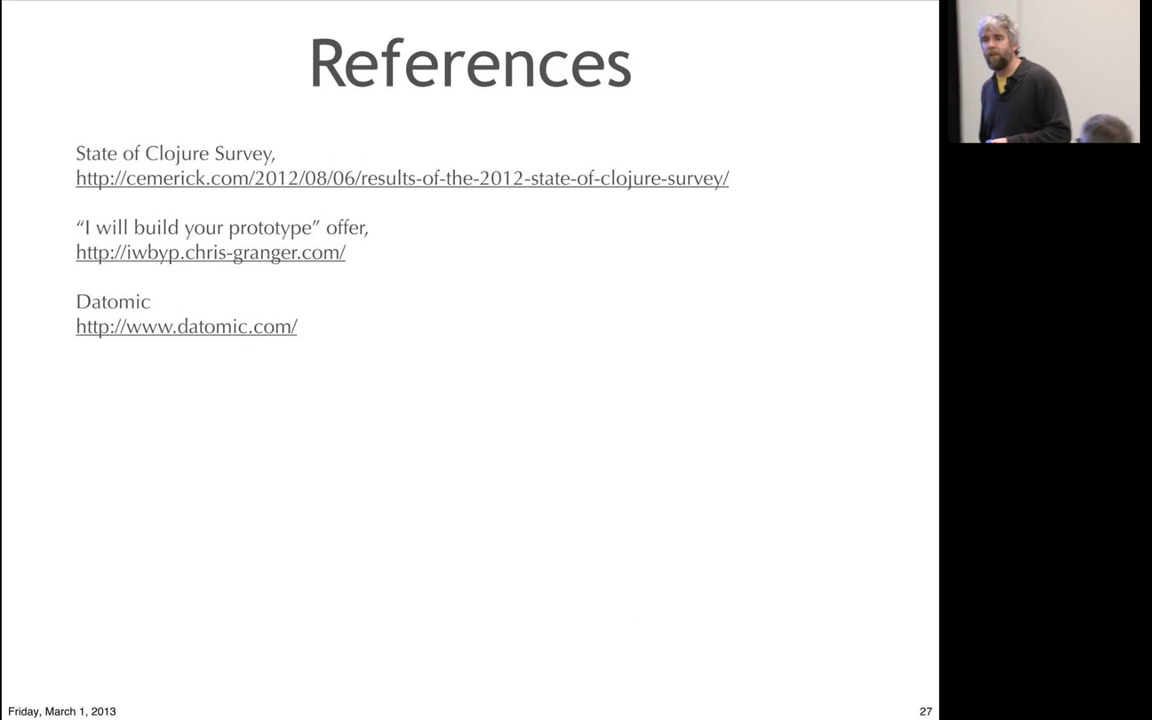 References
State of Clojure Survey,
http://cemerick.com/2012/08/06/results-of-the-2012-state-of-clojure-survey/
“I will build your prototype” offer,
http://iwbyp.chris-granger.com/
Datomic
http://www.datomic.com/
Friday, March 1, 2013
27